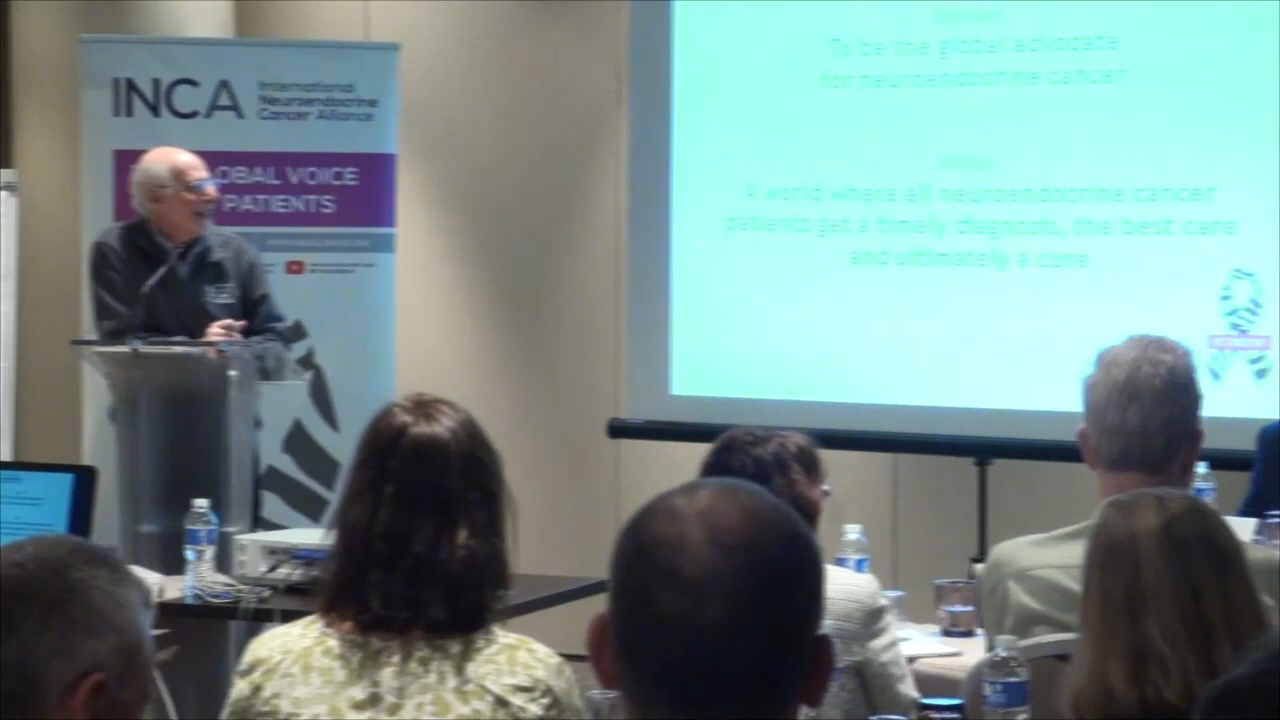 INCA
International
Neuroendocrine
Cancer Alliance
OBAL VOICE
PATIENTS
To be the global advocate
for neuroendocrine cancer
A world where all neuroendocrine cancer
patients get a timely diagnosis, the best care
and ultimately a cure